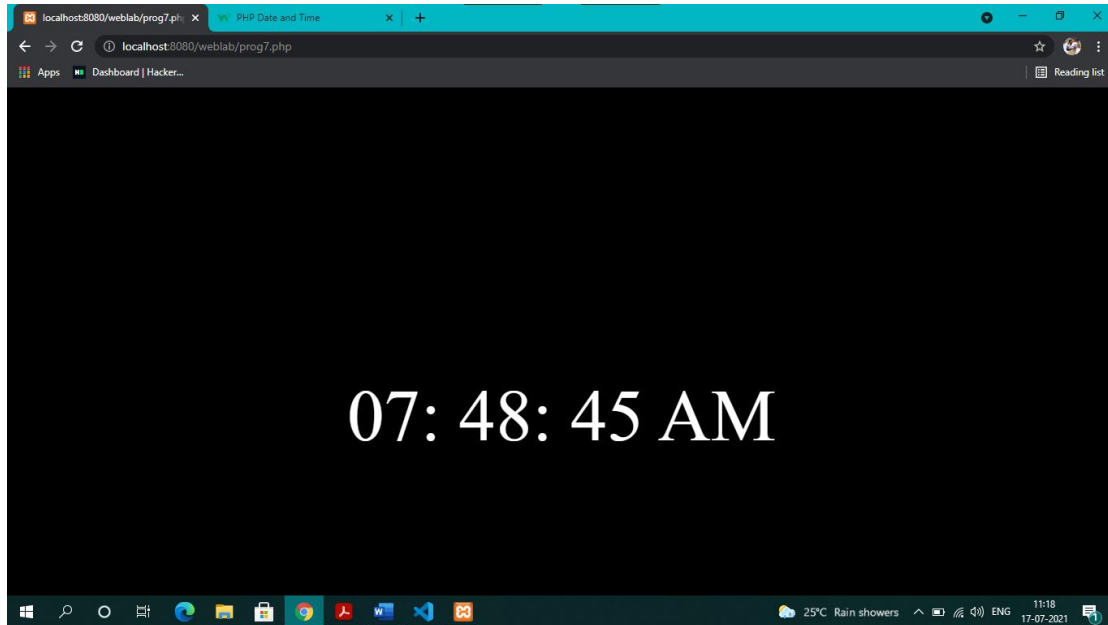 localhost:8080/weblab/prog7.ph
PHP Date and Time
localhost:8080/weblab/prog7.php
Apps
Dashboard | Hacker...
Reading list
07: 48: 45 AM
25°C Rain showers
ENG
11:18
17-07-2021